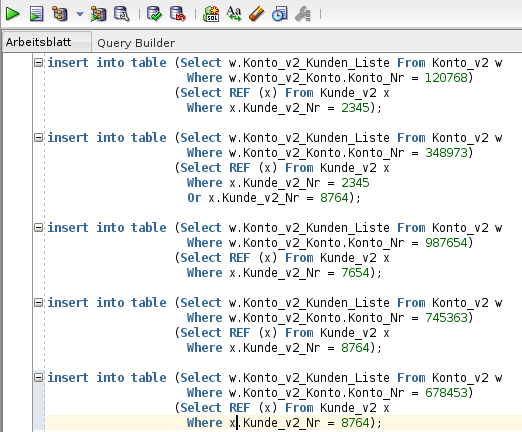 SQL
Aa
Arbeitsblatt Query Builder
insert into table (Select w.Konto_v2_Kunden_Liste From Konto_v2 w
Where w.Konto_v2_Konto.Konto_Nr = 120768)
(Select REF (x) From Kunde_v2 x
Where x.Kunde_v2_Nr = 2345);
insert into table (Select w.Konto_v2_Kunden_Liste From Konto_v2 w
Where w.Konto_v2_Konto.Konto_Nr = 348973)
(Select REF (x) From Kunde_v2 x
Where x.Kunde_v2_Nr = 2345
Or x.Kunde_v2_Nr = 8764);
insert into table (Select w.Konto_v2_Kunden_Liste From Konto_v2 w
Where w.Konto_v2_Konto.Konto_Nr = 987654)
(Select REF (x) From Kunde_v2 x
Where x.Kunde_v2_Nr = 7654);
insert into table (Select w.Konto_v2_Kunden_Liste From Konto_v2 w
Where w.Konto_v2_Konto.Konto_Nr = 745363)
(Select REF (x) From Kunde_v2 x
Where x.Kunde_v2_Nr = 8764);
insert into table (Select w.Konto_v2_Kunden_Liste From Konto_v2 w
Where w.Konto_v2_Konto.Konto_Nr = 678453)
(Select REF (x) From Kunde_v2 x
Where x.Kunde_v2_Nr = 8764);